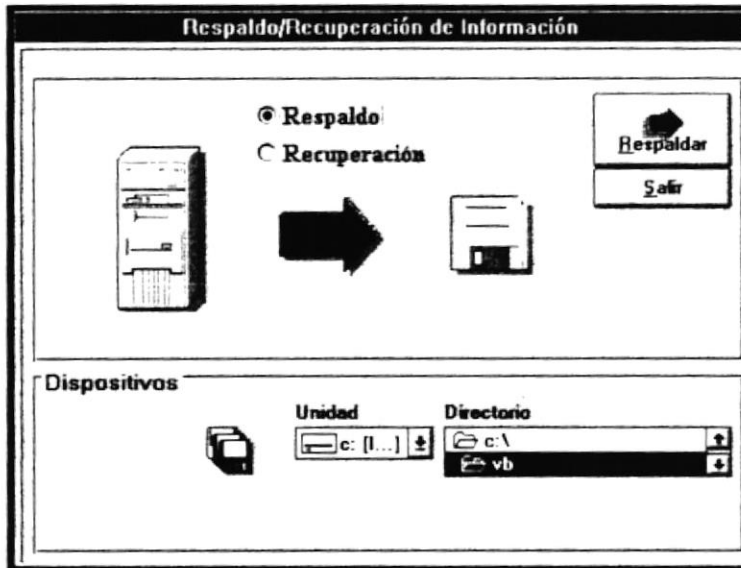 Respaldo/Recuperación de Información
Respaldo
Recuperación
Respaldar
Salir
Dispositivos
Unidad
Directorio
c: [l...]
c:\
vb